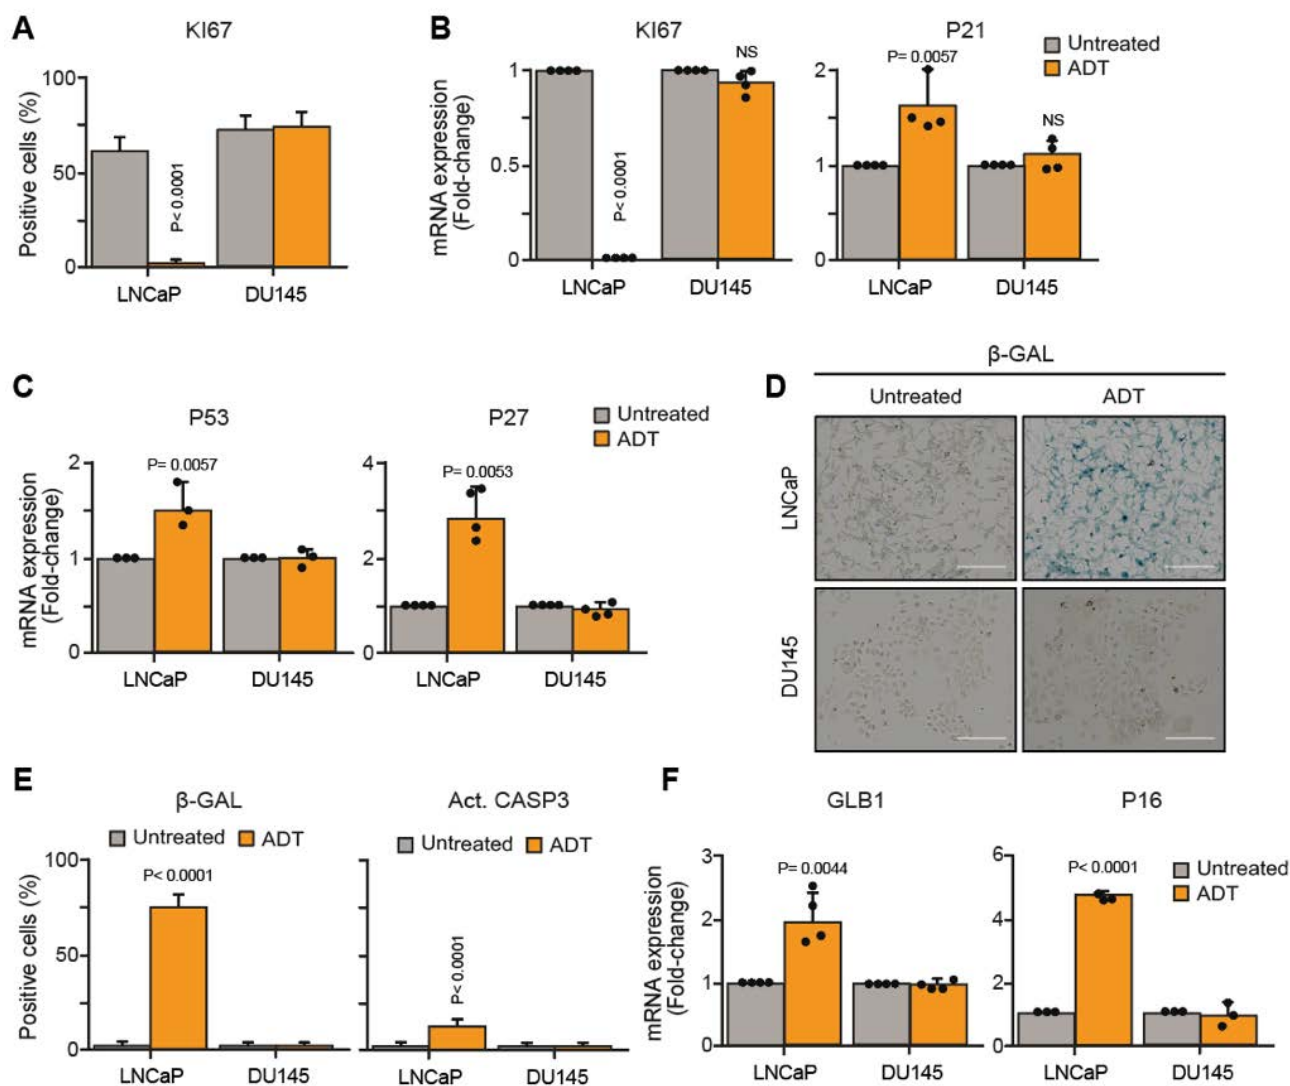 A
KI67
Positive cells (%)
100
50
0
P< 0.0001
LNCaP
DU145
B
KI67
mRNA expression
(Fold-change)
1
0.5
0
P< 0.0001
NS
LNCaP
DU145
P21
2
1
0
P= 0.0057
NS
LNCaP
DU145
Untreated
ADT
C
P53
mRNA expression
(Fold-change)
2
1
0
P= 0.0057
LNCaP
DU145
P27
4
2
0
P= 0.0053
LNCaP
DU145
Untreated
ADT
D
β-GAL
Untreated
ADT
LNCaP
DU145
E
β-GAL
Untreated
ADT
Positive cells (%)
100
50
0
P< 0.0001
LNCaP
DU145
Act. CASP3
Untreated
ADT
P< 0.0001
LNCaP
DU145
F
GLB1
mRNA expression
(Fold-change)
3
2
1
0
P= 0.0044
LNCaP
DU145
P16
6
4
2
0
P< 0.0001
LNCaP
DU145
Untreated
ADT